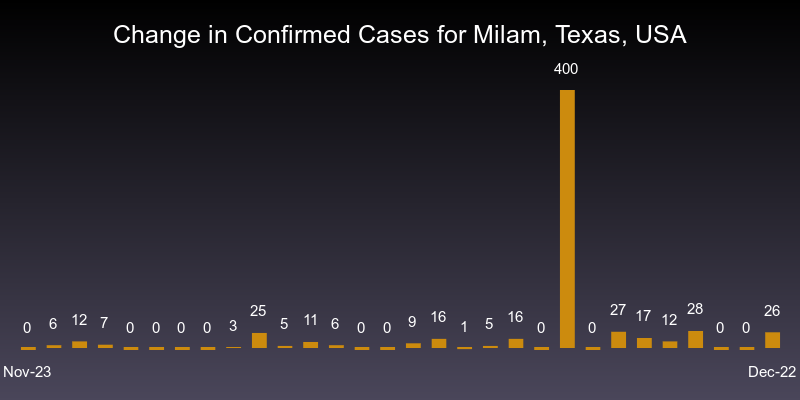 Change in Confirmed Cases for Milam, Texas, USA
400
0 6 12 7 0 0 0 0 3 25 5 11 6 0 0 9 16 1 5 16 0 0 27 17 12 28 0 0 26
Nov-23 Dec-22